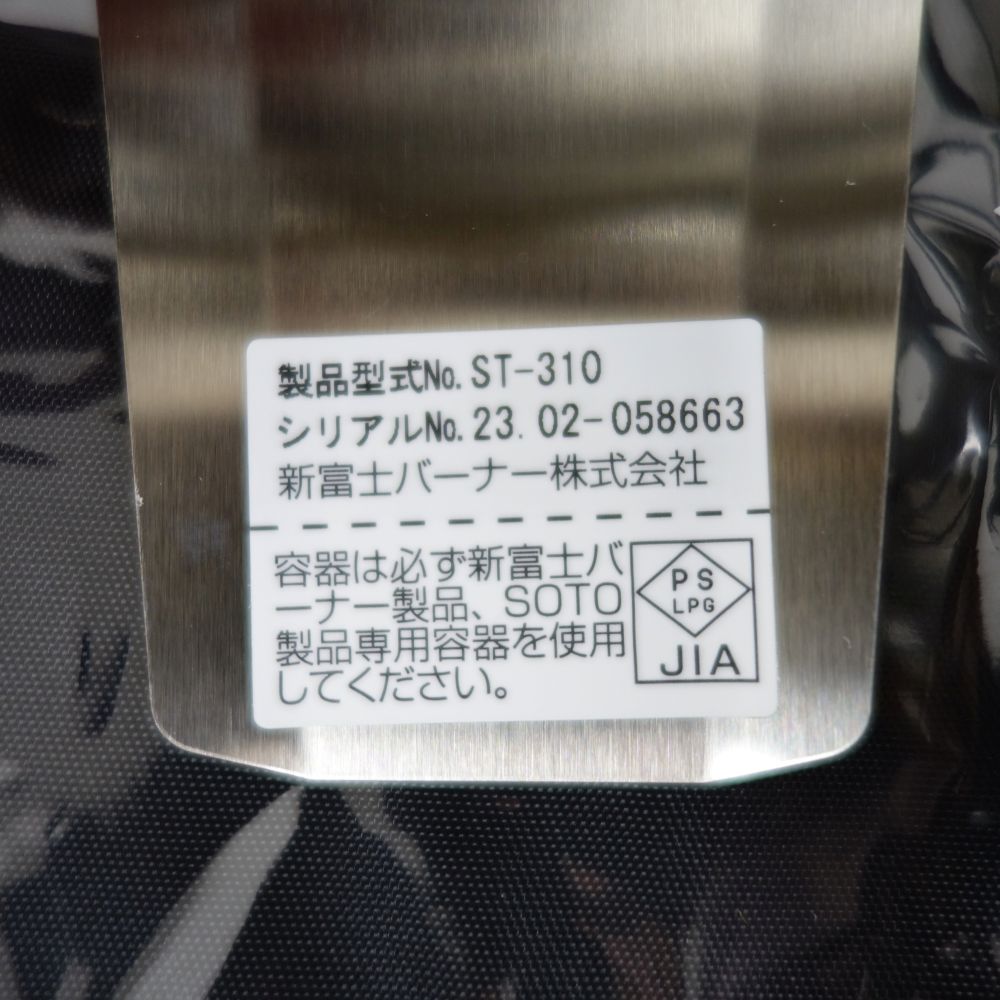 製品型式№. ST-310
シリアル№. 23. 02-058663
新富士バーナー株式会社
容器は必ず新富士バ
ーナー製品、SOTO
製品専用容器を使用
してください。
PS
LPG
JIA